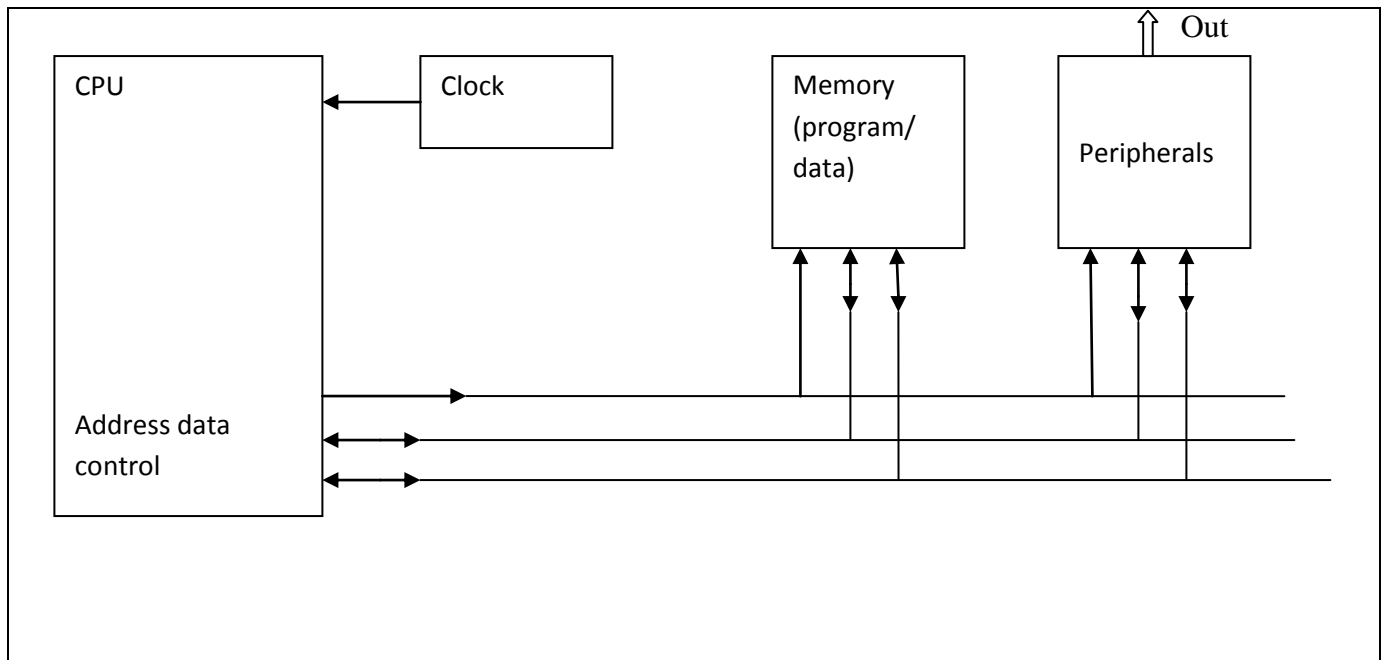 Out
CPU
Clock
Memory
(program/
data)
Peripherals
Address data
control